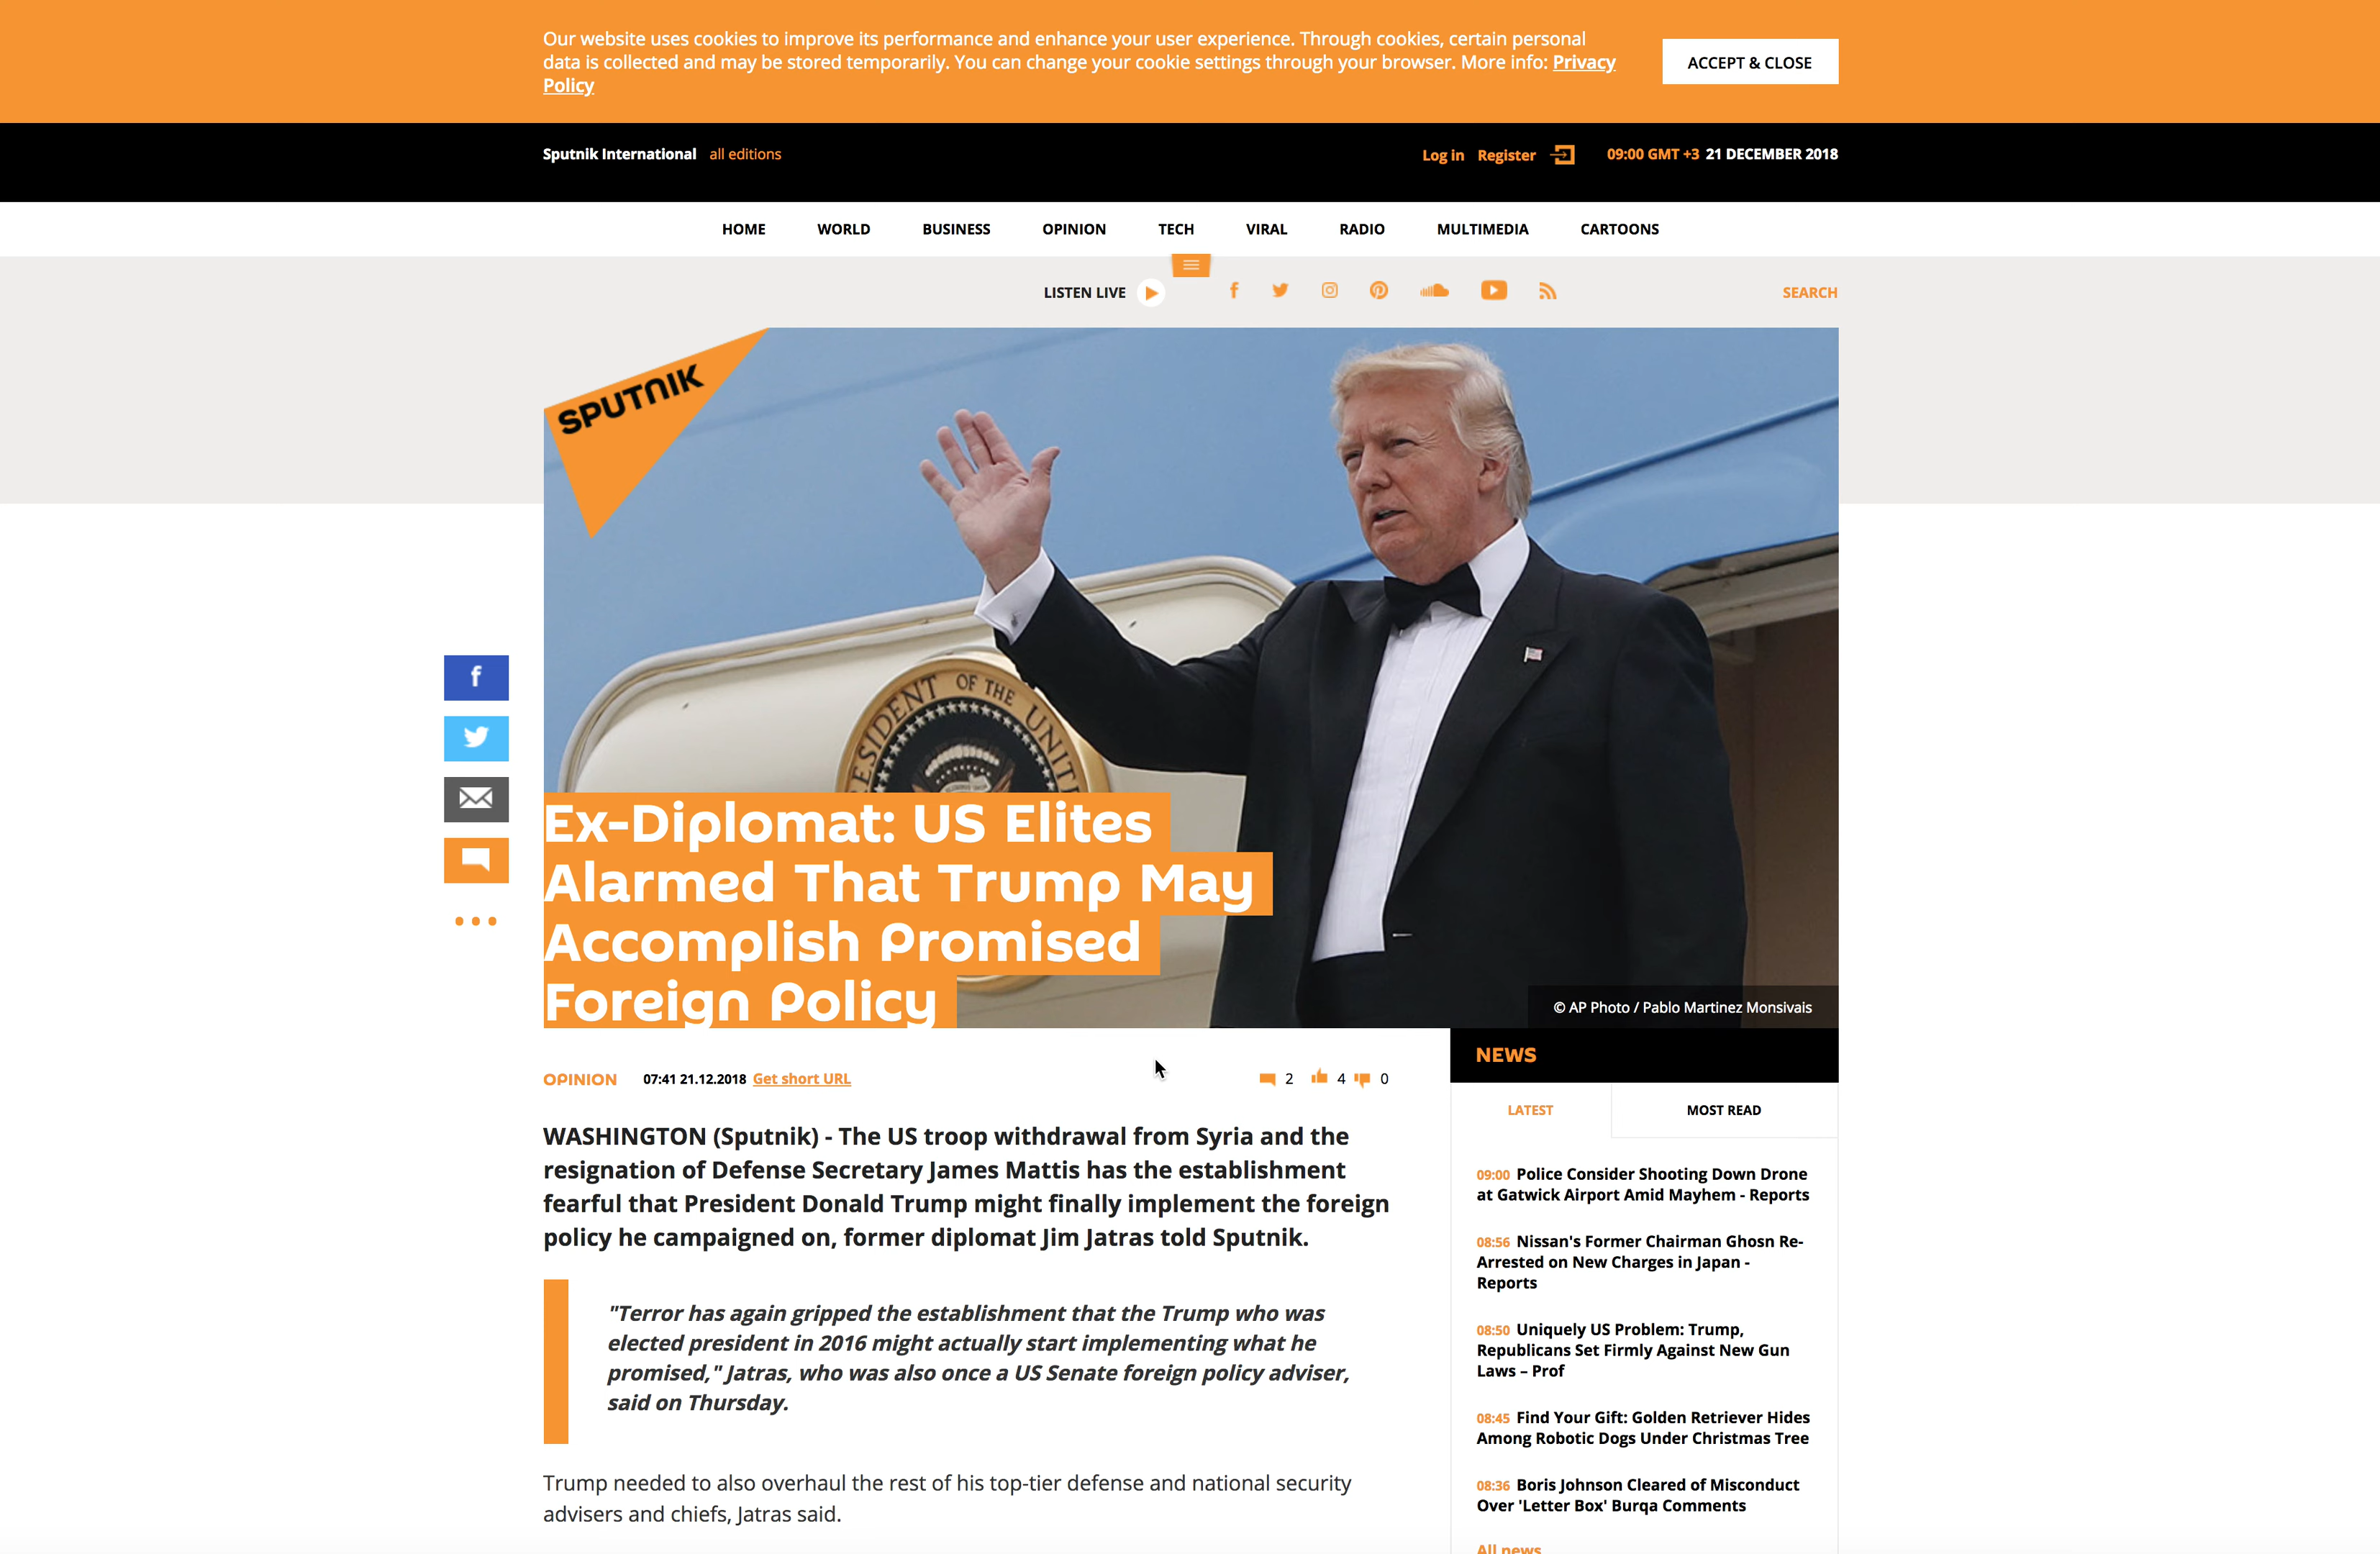 Our website uses cookies to improve its performance and enhance your user experience. Through cookies, certain personal
data is collected and may be stored temporarily. You can change your cookie settings through your browser. More info: Privacy
Policy
ACCEPT & CLOSE
Sputnik International all editions
Log in Register
09:00 GMT +3 21 DECEMBER 2018
HOME WORLD BUSINESS OPINION TECH VIRAL RADIO MULTIMEDIA CARTOONS
LISTEN LIVE
SEARCH
SPUTNIK
ESIDENT OF THE UNIT
Ex-Diplomat: US Elites
Alarmed That Trump May
Accomplish Promised
Foreign Policy
© AP Photo / Pablo Martinez Monsivais
OPINION 07:41 21.12.2018 Get short URL
2 4 0
WASHINGTON (Sputnik) - The US troop withdrawal from Syria and the
resignation of Defense Secretary James Mattis has the establishment
fearful that President Donald Trump might finally implement the foreign
policy he campaigned on, former diplomat Jim Jatras told Sputnik.
"Terror has again gripped the establishment that the Trump who was
elected president in 2016 might actually start implementing what he
promised," Jatras, who was also once a US Senate foreign policy adviser,
said on Thursday.
Trump needed to also overhaul the rest of his top-tier defense and national security
advisers and chiefs, Jatras said.
NEWS
LATEST MOST READ
09:00 Police Consider Shooting Down Drone
at Gatwick Airport Amid Mayhem - Reports
08:56 Nissan's Former Chairman Ghosn Re-
Arrested on New Charges in Japan -
Reports
08:50 Uniquely US Problem: Trump,
Republicans Set Firmly Against New Gun
Laws – Prof
08:45 Find Your Gift: Golden Retriever Hides
Among Robotic Dogs Under Christmas Tree
08:36 Boris Johnson Cleared of Misconduct
Over 'Letter Box' Burqa Comments
All news